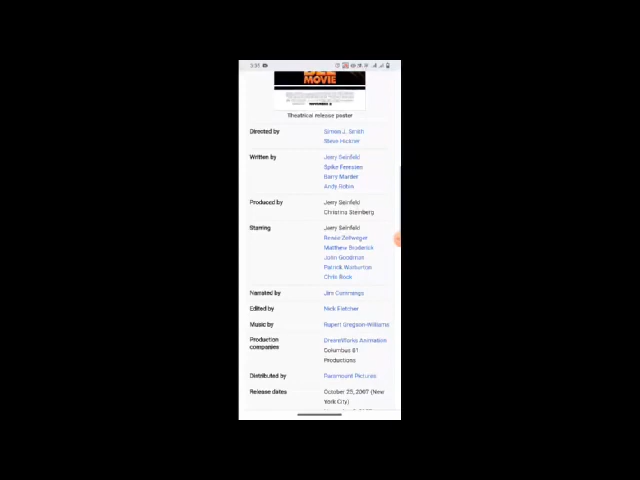 BEE
MOVIE
Theatrical release poster
Directed by
Simon J. Smith
Steve Hickner
Written by
Jerry Seinfeld
Spike Feresten
Barry Marder
Andy Robin
Produced by
Jerry Seinfeld
Christina Steinberg
Starring
Jerry Seinfeld
Renée Zellweger
Matthew Broderick
John Goodman
Patrick Warburton
Chris Rock
Narrated by
Jim Cummings
Edited by
Nick Fletcher
Music by
Rupert Gregson-Williams
Production
companies
DreamWorks Animation
Columbus 81
Productions
Distributed by
Paramount Pictures
Release dates
October 25, 2007 (New
York City)